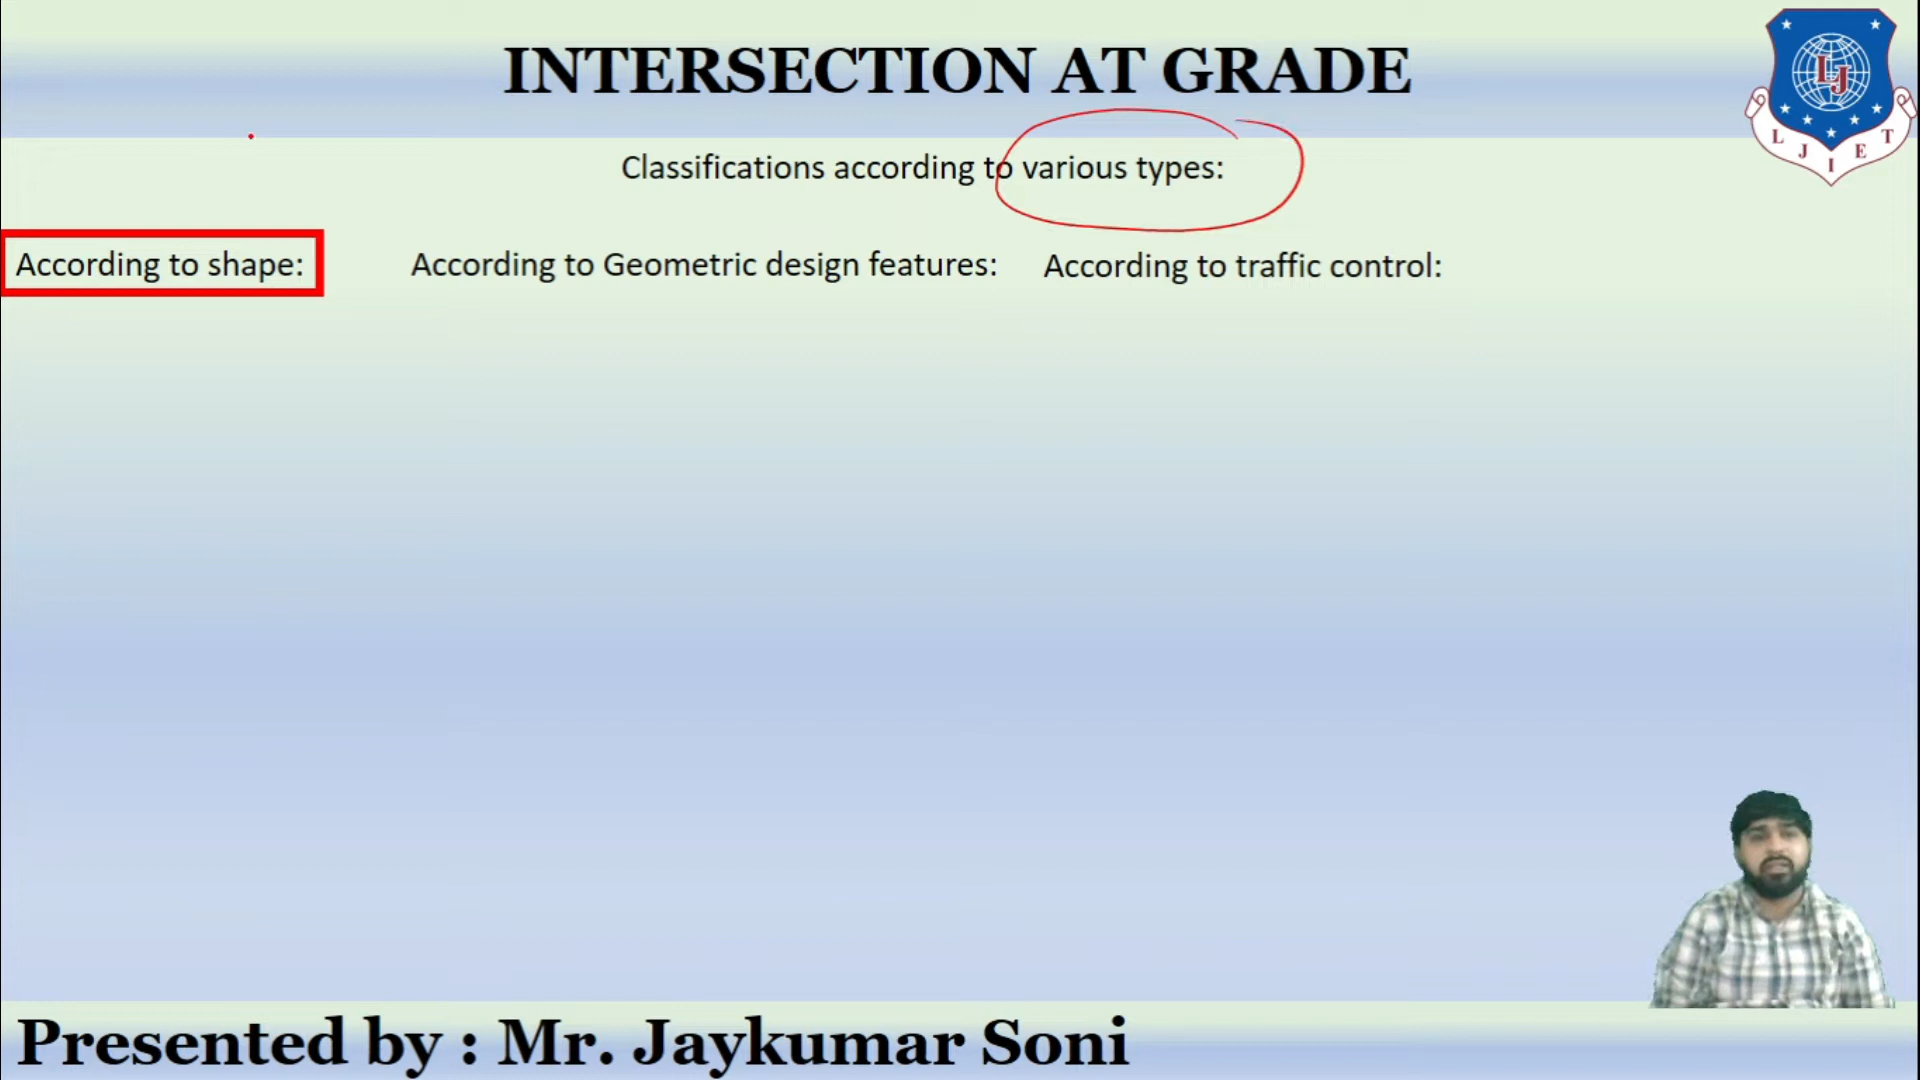 INTERSECTION AT GRADE
Classifications according to various types:
According to shape: According to Geometric design features: According to traffic control:
LJ
L J I E T
Presented by : Mr. Jaykumar Soni